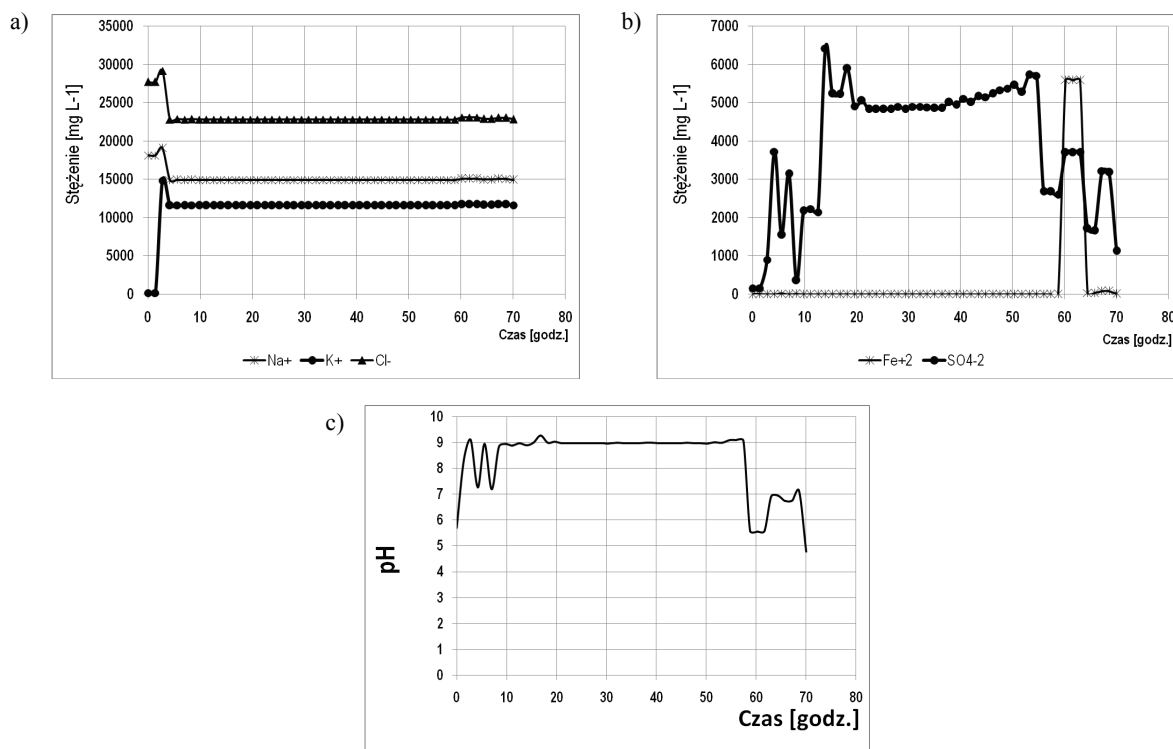 a)
Stężenie [mg L-1]
35000
30000
25000
20000
15000
10000
5000
0
0 10 20 30 40 50 60 70 80
Czas [godz.]
Na+ K+ Cl-
b)
Stężenie [mg L-1]
7000
6000
5000
4000
3000
2000
1000
0
0 10 20 30 40 50 60 70 80
Czas [godz.]
Fe+2 SO4-2
c)
pH
10
9
8
7
6
5
4
3
2
1
0
0 10 20 30 40 50 60 70 80
Czas [godz.]